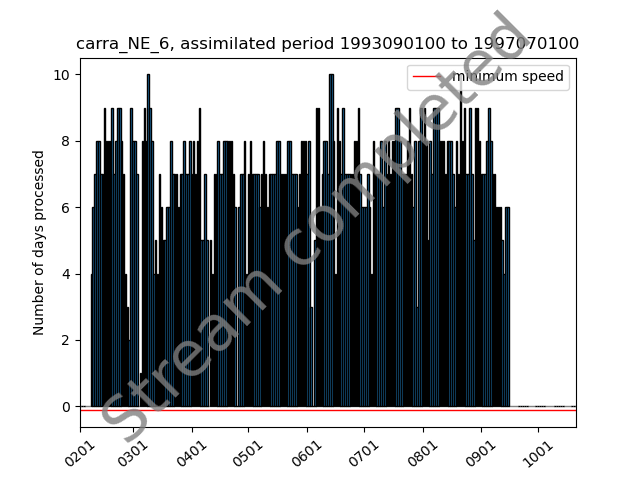 carra_NE_6, assimilated period 1993090100 to 1997070100
minimum speed
Number of days processed
10
8
6
4
2
0
0201 0301 0401 0501 0601 0701 0801 0901 1001
Stream completed